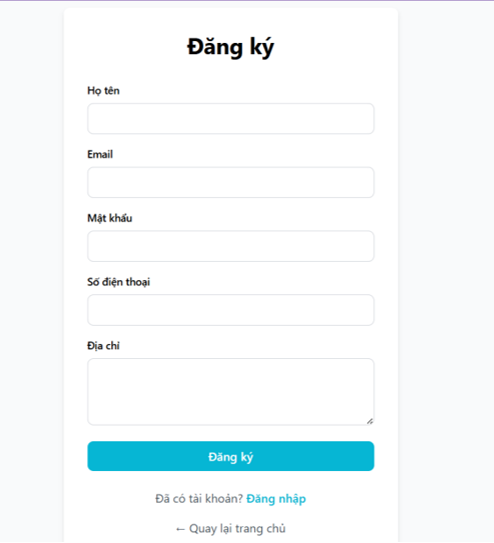 Đăng ký
Họ tên
Email
Mật khẩu
Số điện thoại
Địa chỉ
Đăng ký
Đã có tài khoản? Đăng nhập
← Quay lại trang chủ